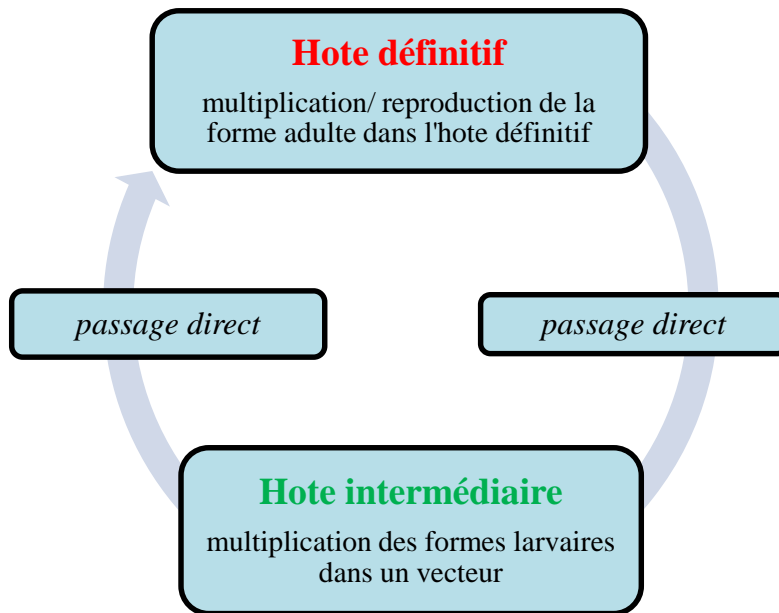 Hote définitif
multiplication/ reproduction de la
forme adulte dans l'hote définitif
passage direct
passage direct
Hote intermédiaire
multiplication des formes larvaires
dans un vecteur